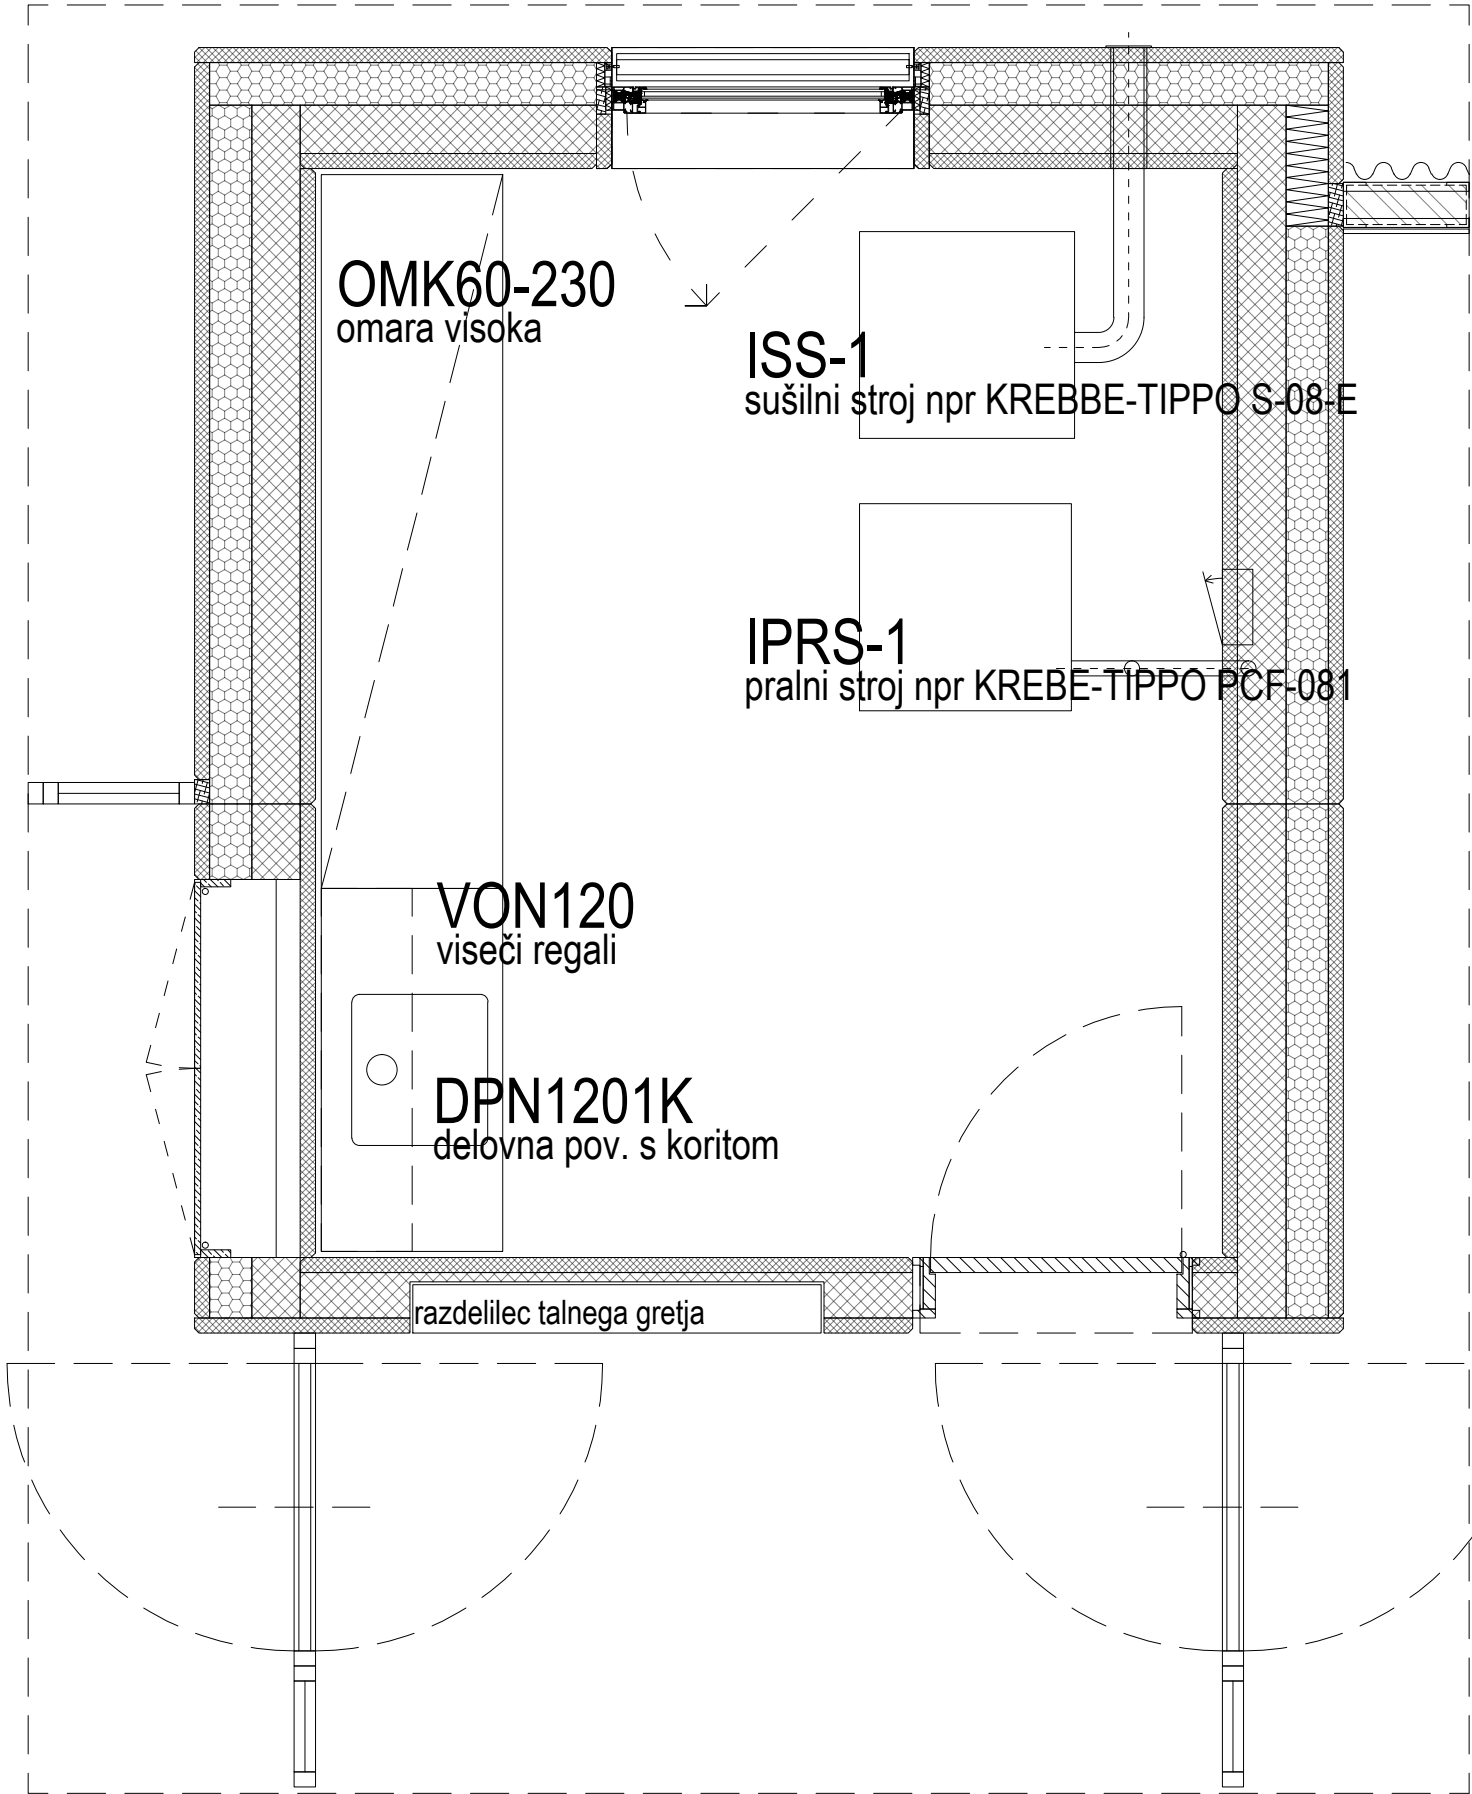 OMK60-230
omara visoka
ISS-1
sušilni stroj npr KREBBE-TIPPO S-08-E
IPRS-1
pralni stroj npr KREBE-TIPPO PCF-081
VON120
viseči regali
DPN1201K
delovna pov. s koritom
razdelilec talnega gretja